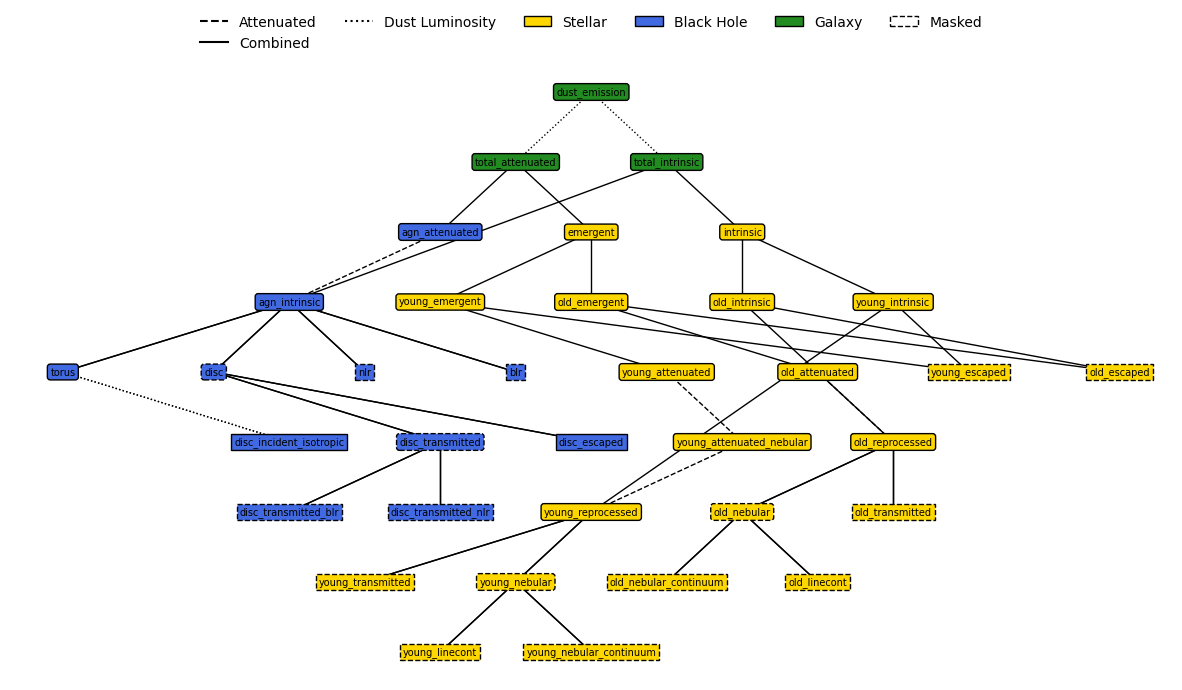 Attenuated
Dust Luminosity
Stellar
Black Hole
Galaxy
Masked
Combined
dust_emission
total_attenuated
total_intrinsic
agn_attenuated
emergent
intrinsic
agn_intrinsic
young_emergent
old_emergent
old_intrinsic
young_intrinsic
torus
disc
nlr
blr
young_attenuated
old_attenuated
young_escaped
old_escaped
disc_incident_isotropic
disc_transmitted
disc_escaped
young_attenuated_nebular
old_reprocessed
disc_transmitted_blr
disc_transmitted_nlr
young_reprocessed
old_nebular
old_transmitted
young_transmitted
young_nebular
old_nebular_continuum
old_linecont
young_linecont
young_nebular_continuum